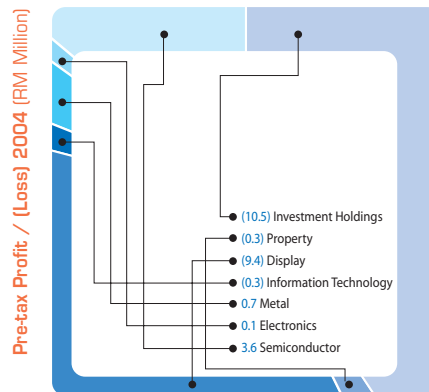 Pre-tax Profit / (Loss) 2004 (RM Million)
(10.5) Investment Holdings
(0.3) Property
(9.4) Display
(0.3) Information Technology
0.7 Metal
0.1 Electronics
3.6 Semiconductor